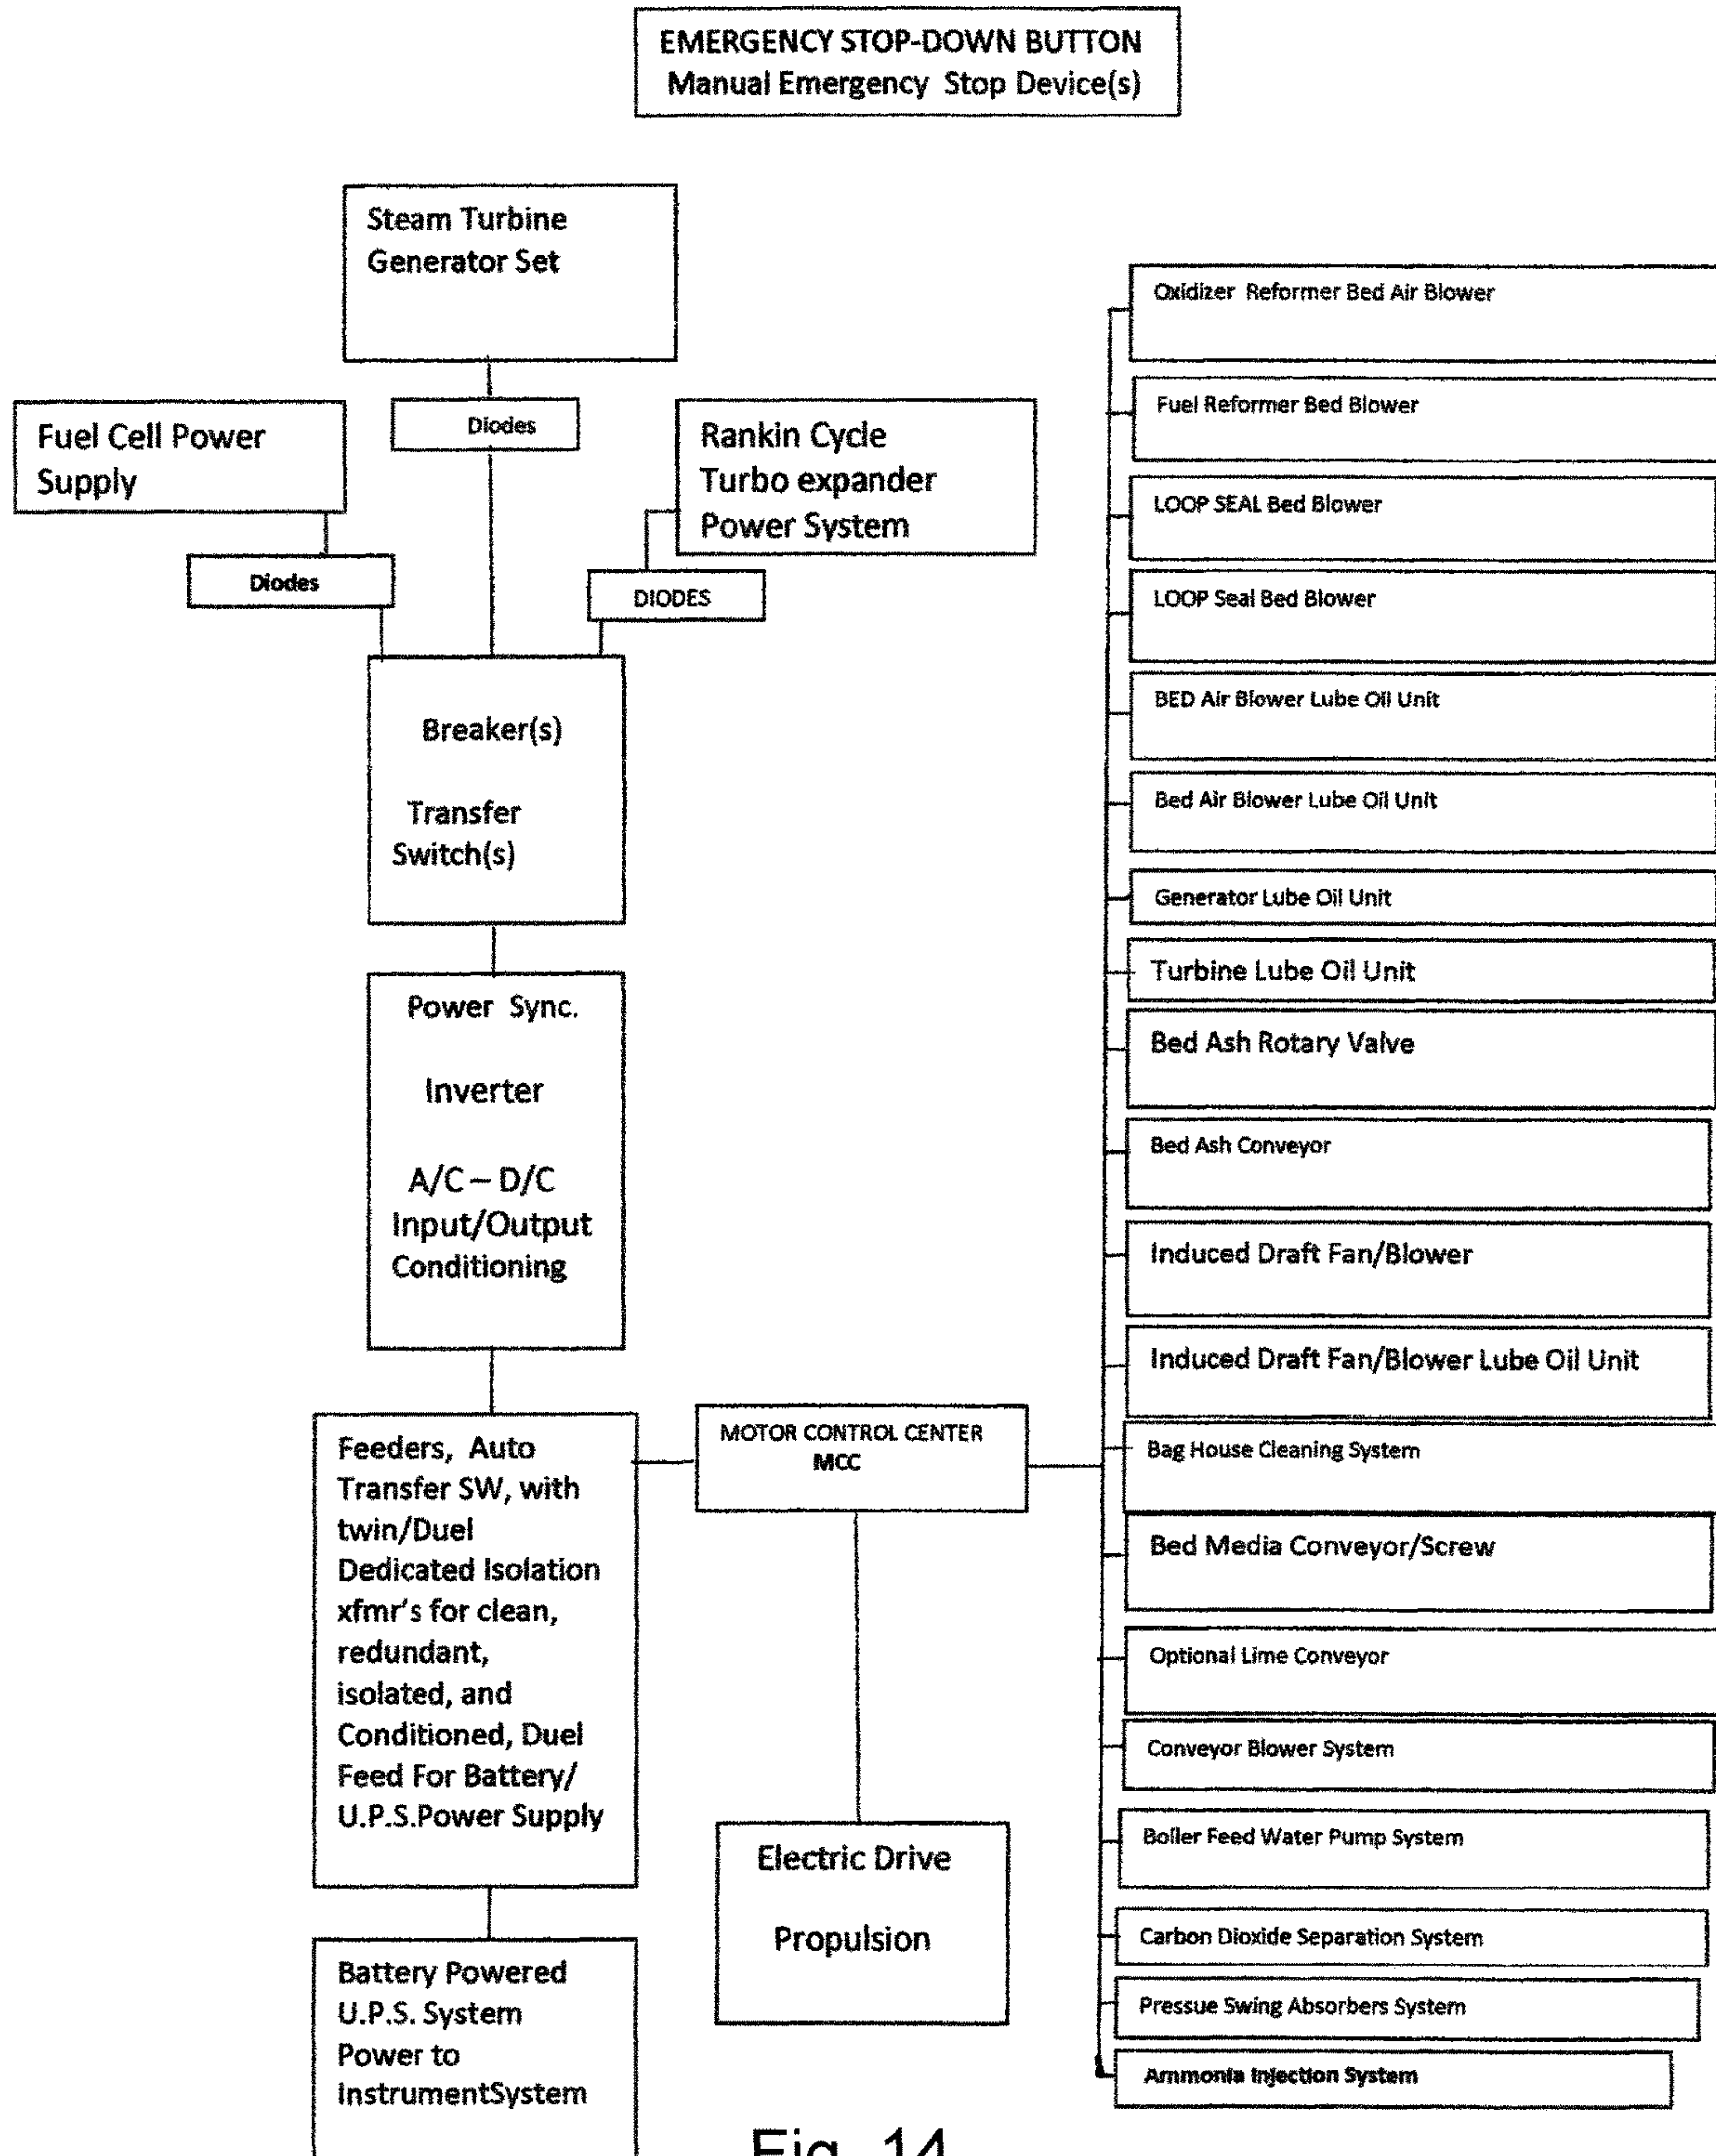 EMERGENCY STOP-DOWN BUTTON
Manual Emergency Stop Device(s)
Steam Turbine
Generator Set
Diodes
Fuel Cell Power
Supply
Diodes
Rankin Cycle
Turbo expander
Power System
DIODES
Breaker(s)
Transfer
Switch(s)
Power Sync.
Inverter
A/C – D/C
Input/Output
Conditioning
Feeders, Auto
Transfer SW, with
twin/Duel
Dedicated Isolation
xfmr's for clean,
redundant,
isolated, and
Conditioned, Duel
Feed For Battery/
U.P.S.Power Supply
Battery Powered
U.P.S. System
Power to
InstrumentSystem
MOTOR CONTROL CENTER
MCC
Electric Drive
Propulsion
Oxidizer Reformer Bed Air Blower
Fuel Reformer Bed Blower
LOOP SEAL Bed Blower
LOOP Seal Bed Blower
BED Air Blower Lube Oil Unit
Bed Air Blower Lube Oil Unit
Generator Lube Oil Unit
Turbine Lube Oil Unit
Bed Ash Rotary Valve
Bed Ash Conveyor
Induced Draft Fan/Blower
Induced Draft Fan/Blower Lube Oil Unit
Bag House Cleaning System
Bed Media Conveyor/Screw
Optional Lime Conveyor
Conveyor Blower System
Boiler Feed Water Pump System
Carbon Dioxide Separation System
Pressue Swing Absorbers System
Ammonia Injection System
Fig. 14